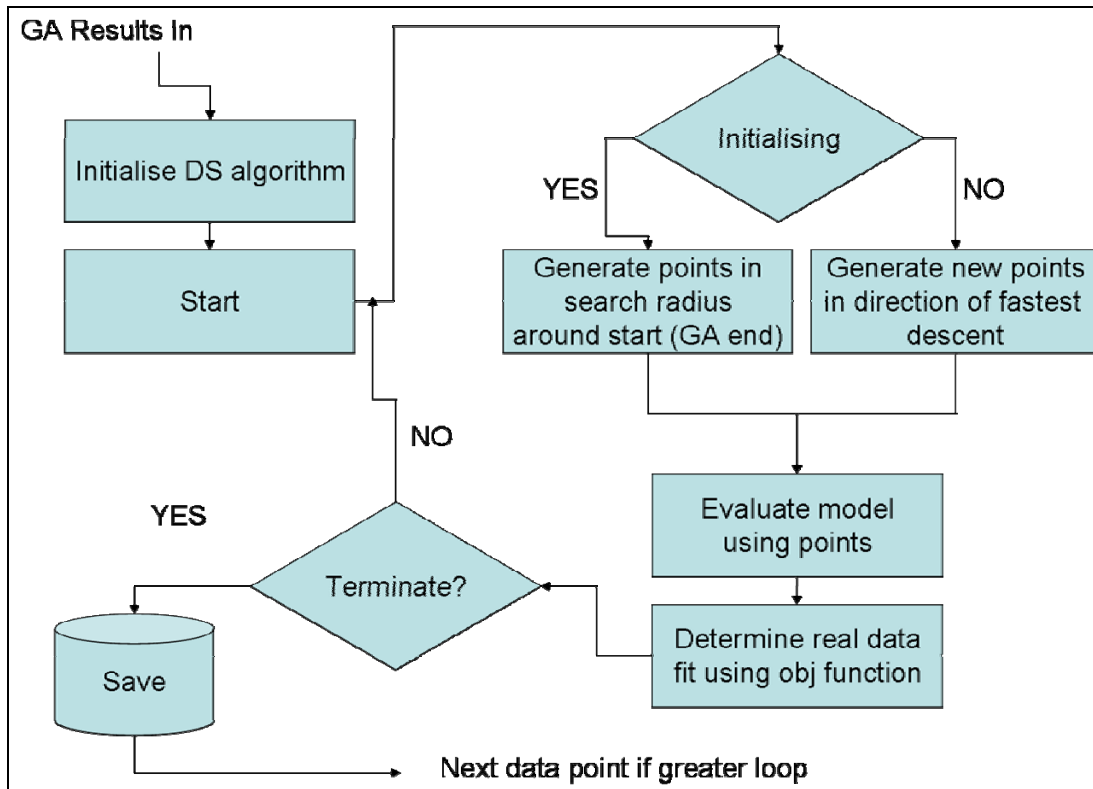 GA Results In
Initialise DS algorithm
Start
Initialising
YES
NO
Generate points in
search radius
around start (GA end)
Generate new points
in direction of fastest
descent
Evaluate model
using points
Determine real data
fit using obj function
Terminate?
NO
YES
Save
Next data point if greater loop